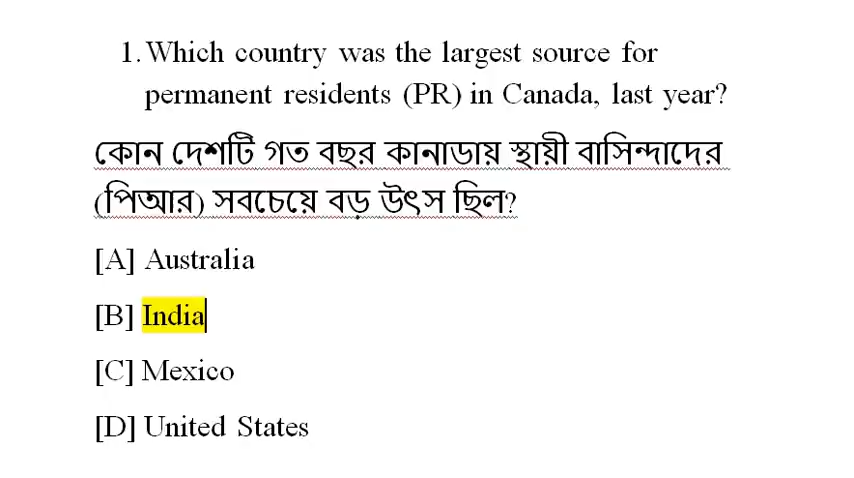 1. Which country was the largest source for
permanent residents (PR) in Canada, last year?
কোন দেশটি গত বছর কানাডায় স্থায়ী বাসিন্দাদের
(পিআর) সবচেয়ে বড় উৎস ছিল?
[A] Australia
[B] India
[C] Mexico
[D] United States